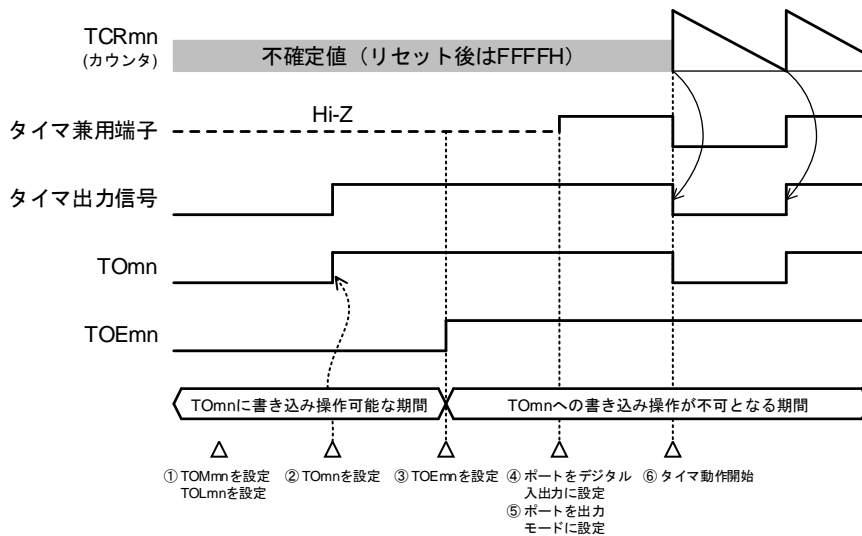 TCRmn
(カウンタ)
不確定値（リセット後はFFFFH）
タイマ兼用端子
Hi-Z
タイマ出力信号
TOmn
TOEmn
TOmnに書き込み操作可能な期間
TOmnへの書き込み操作が不可となる期間
① TOMmnを設定
TOLmnを設定
② TOmnを設定
③ TOEmnを設定
④ ポートをデジタル
入出力に設定
⑤ ポートを出力
モードに設定
⑥ タイマ動作開始